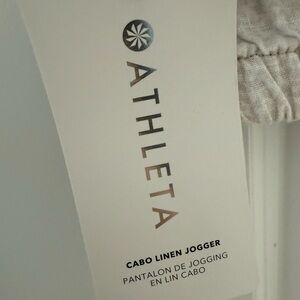 ATHLETA
CABO LINEN JOGGER
PANTALON DE JOGGING
EN LIN CABO